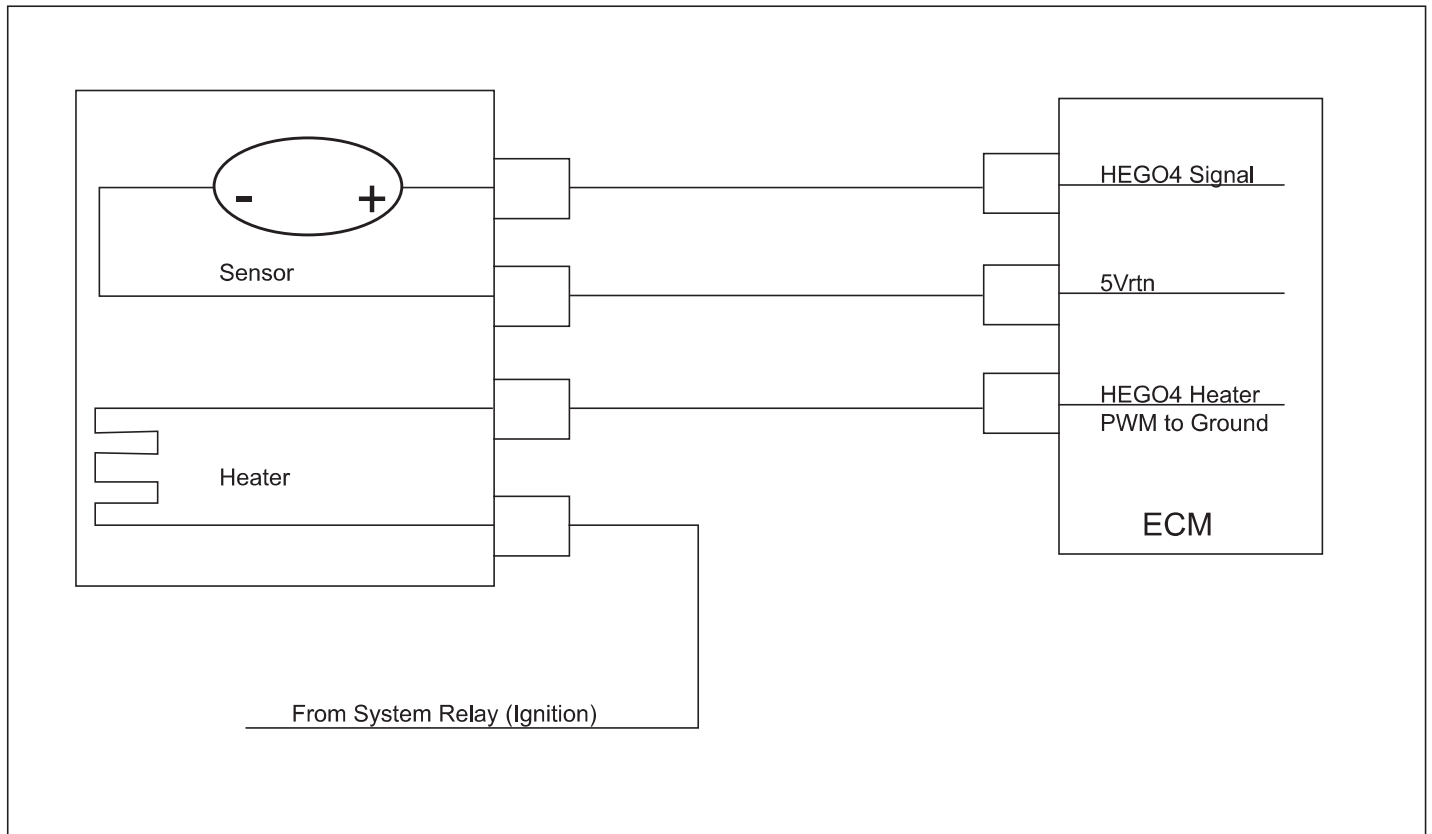 HEGO4 Signal
- +
Sensor
5Vrtn
HEGO4 Heater
PWM to Ground
Heater
ECM
From System Relay (Ignition)